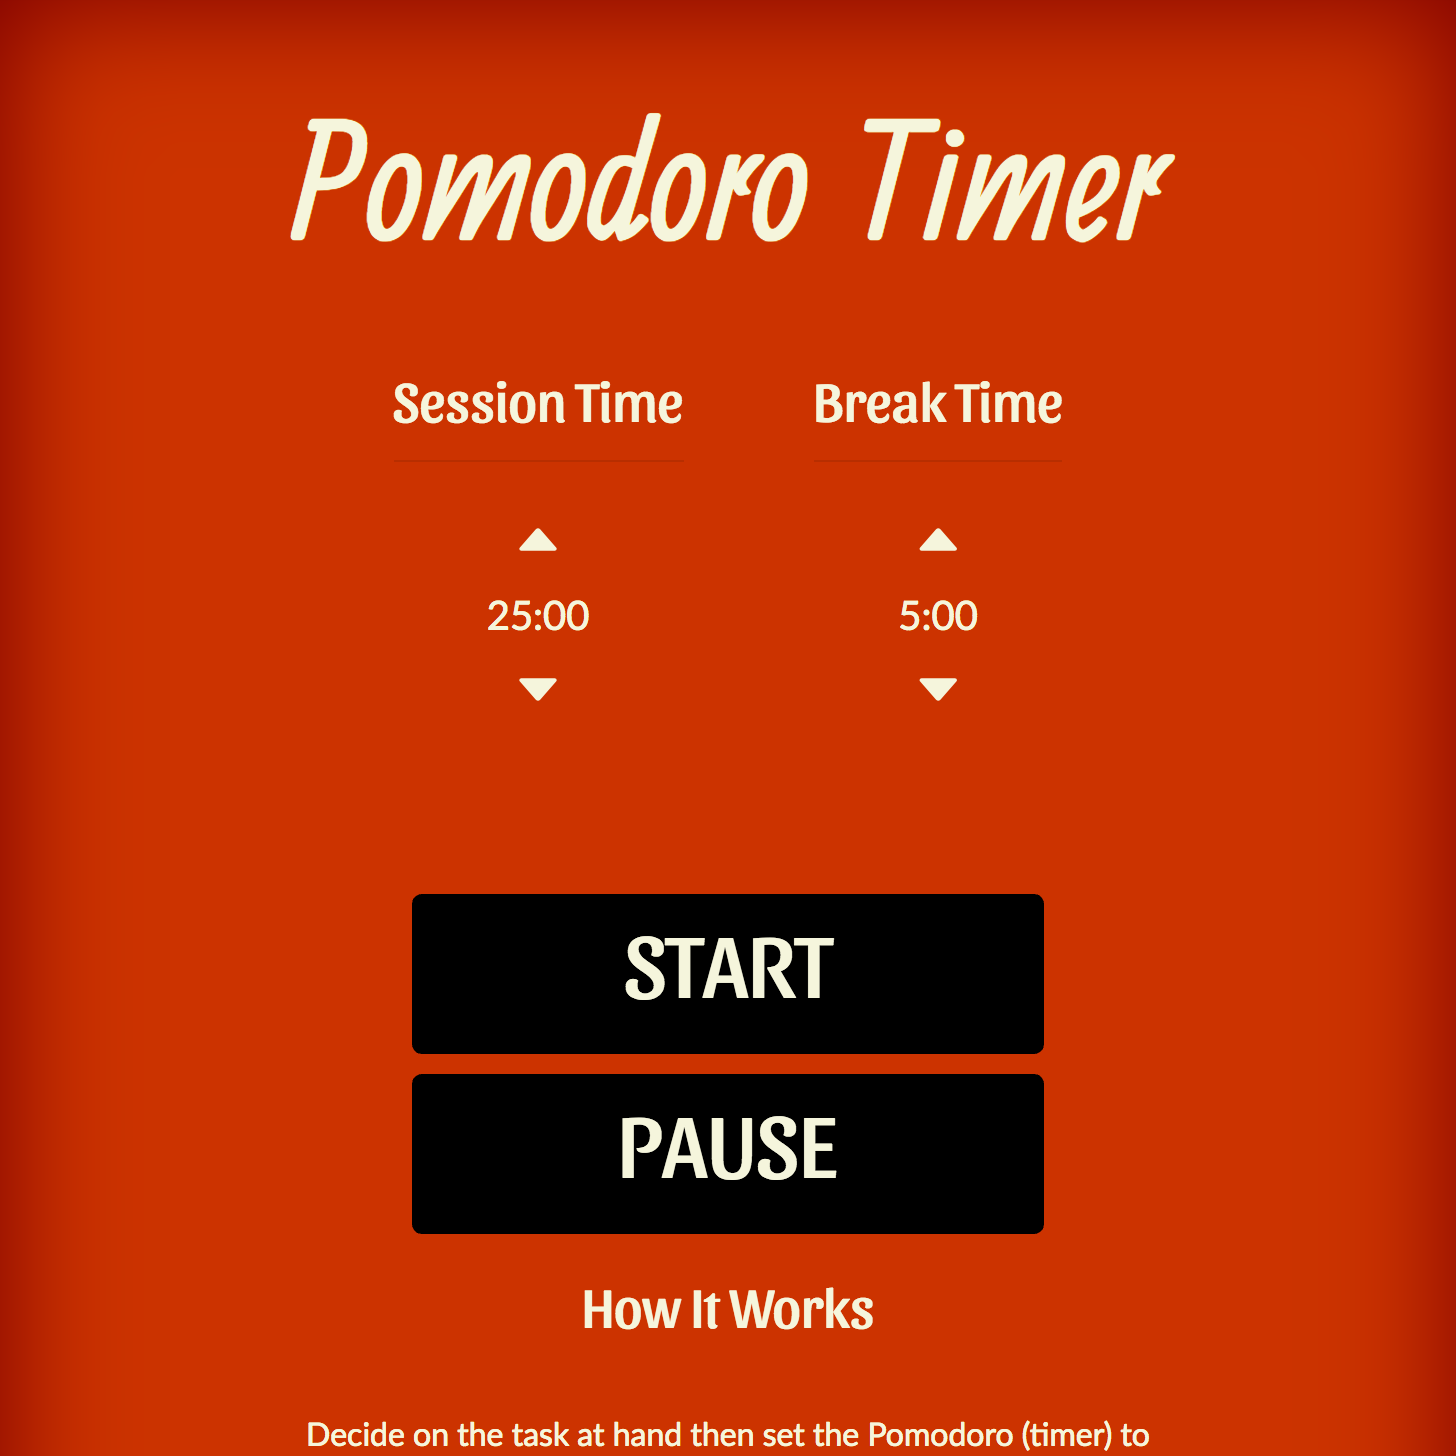 Pomodoro Timer
Session Time
Break Time
25:00
5:00
START
PAUSE
How It Works
Decide on the task at hand then set the Pomodoro (timer) to